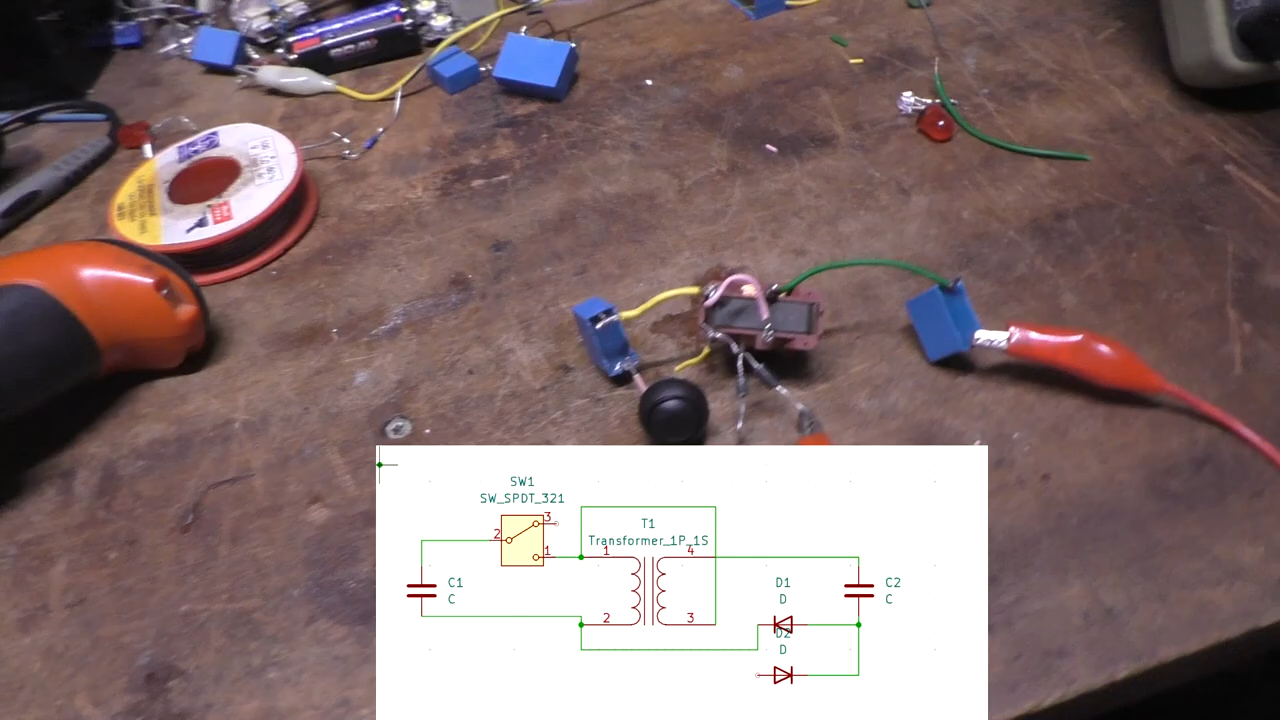 SW1
SW_SPDT_321
3
2
1
T1
Transformer_1P_1S
1
4
2
3
C1
C
D1
D
D2
D
C2
C